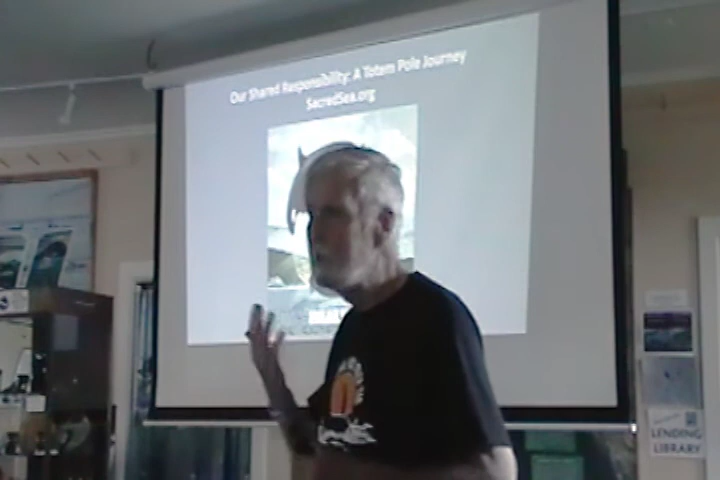 Our Shared Responsibility: A Totem Pole Journey
SacredSea.org
LENDING
LIBRARY